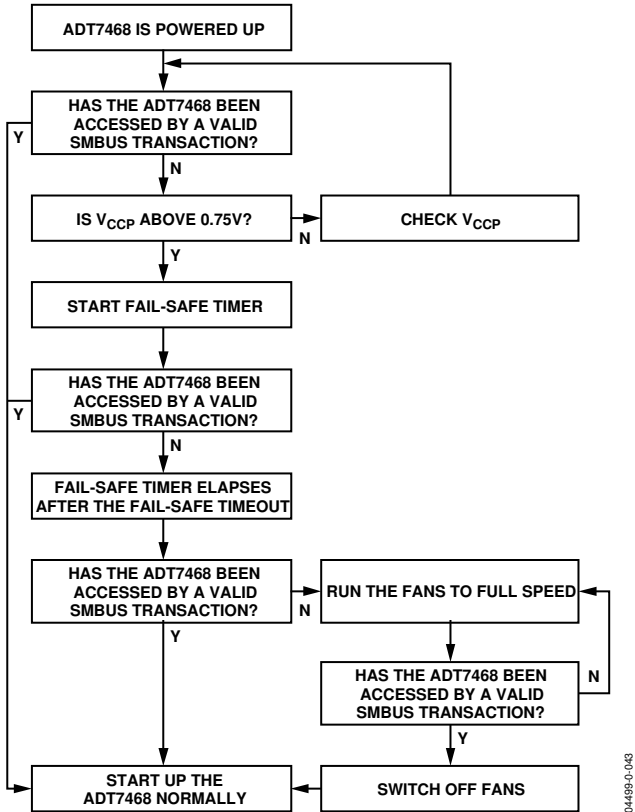 ADT7468 IS POWERED UP
HAS THE ADT7468 BEEN
ACCESSED BY A VALID
SMBUS TRANSACTION?
Y
N
IS VCCP ABOVE 0.75V?
N
CHECK VCCP
Y
START FAIL-SAFE TIMER
HAS THE ADT7468 BEEN
ACCESSED BY A VALID
SMBUS TRANSACTION?
Y
N
FAIL-SAFE TIMER ELAPSES
AFTER THE FAIL-SAFE TIMEOUT
HAS THE ADT7468 BEEN
ACCESSED BY A VALID
SMBUS TRANSACTION?
N
RUN THE FANS TO FULL SPEED
Y
HAS THE ADT7468 BEEN
ACCESSED BY A VALID
SMBUS TRANSACTION?
N
Y
START UP THE
ADT7468 NORMALLY
SWITCH OFF FANS
04499-0-043